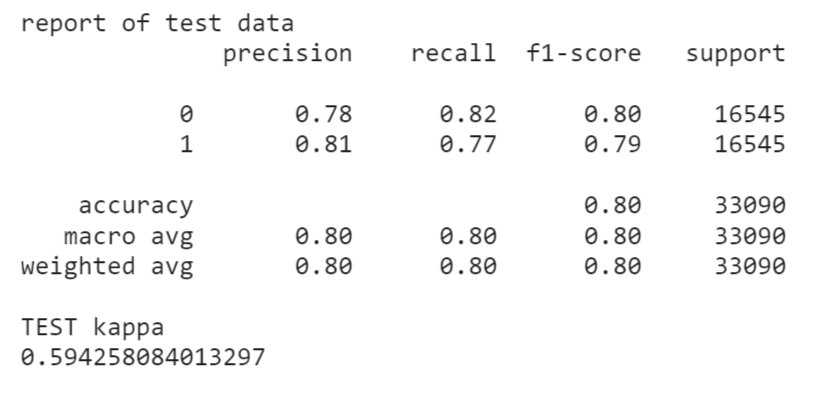 report of test data
precision recall f1-score support
0 0.78 0.82 0.80 16545
1 0.81 0.77 0.79 16545
accuracy 0.80 33090
macro avg 0.80 0.80 0.80 33090
weighted avg 0.80 0.80 0.80 33090
TEST kappa
0.594258084013297